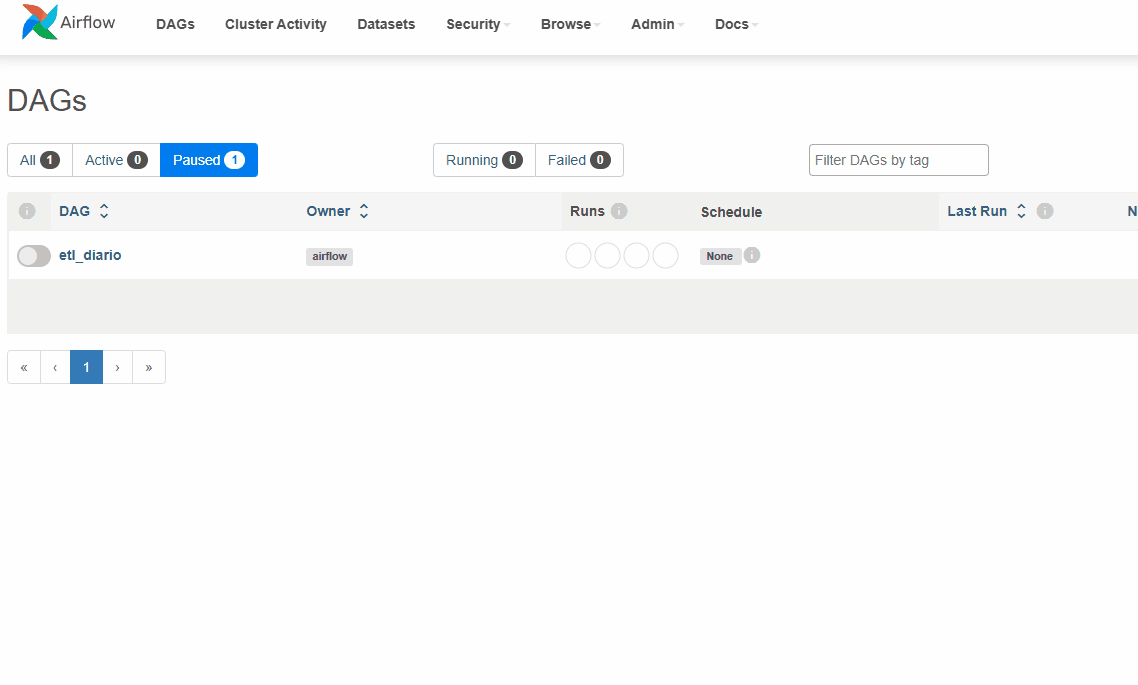 Airflow DAGs Cluster Activity Datasets Security Browse Admin Docs
DAGs
All 1 Active 0 Paused 1 Running 0 Failed 0 Filter DAGs by tag
i DAG Owner Runs i Schedule Last Run i N
etl_diario airflow None i
« ‹ 1 › »